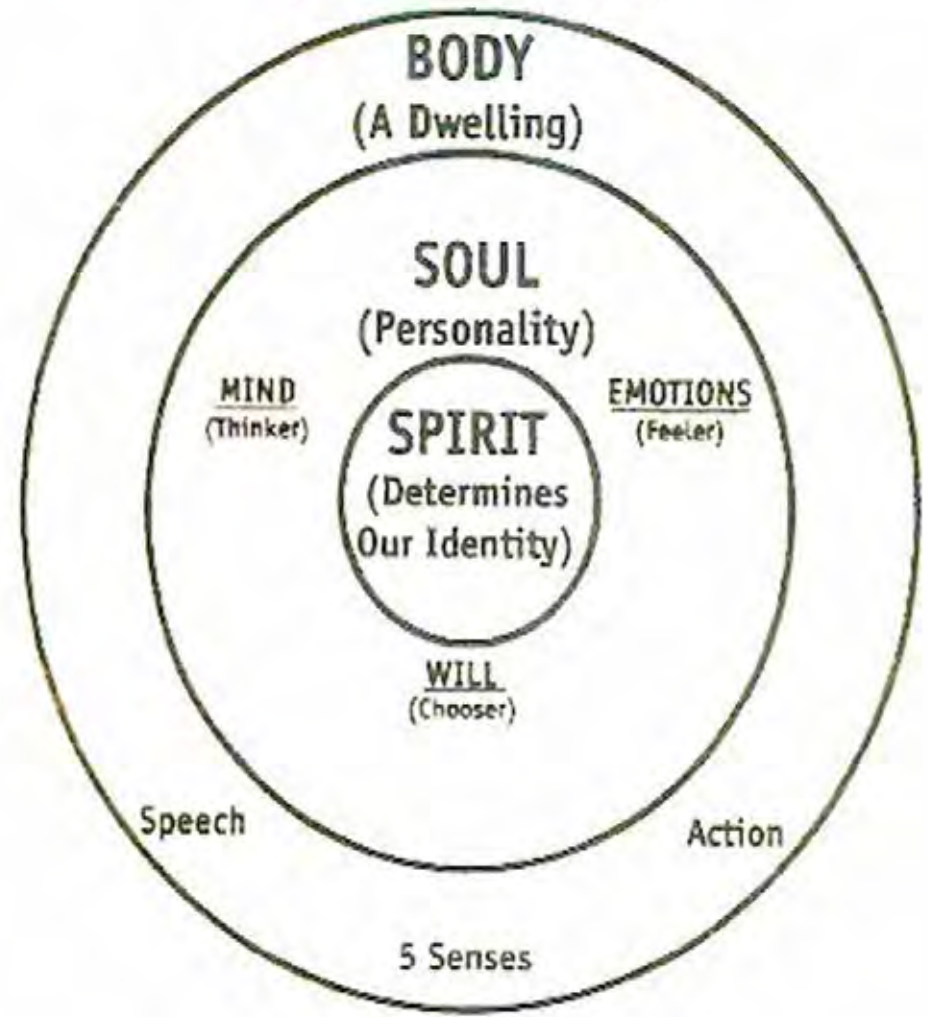 BODY
(A Dwelling)
SOUL
(Personality)
MIND
(Thinker)
EMOTIONS
(Feeler)
SPIRIT
(Determines
Our Identity)
WILL
(Chooser)
Speech
Action
5 Senses